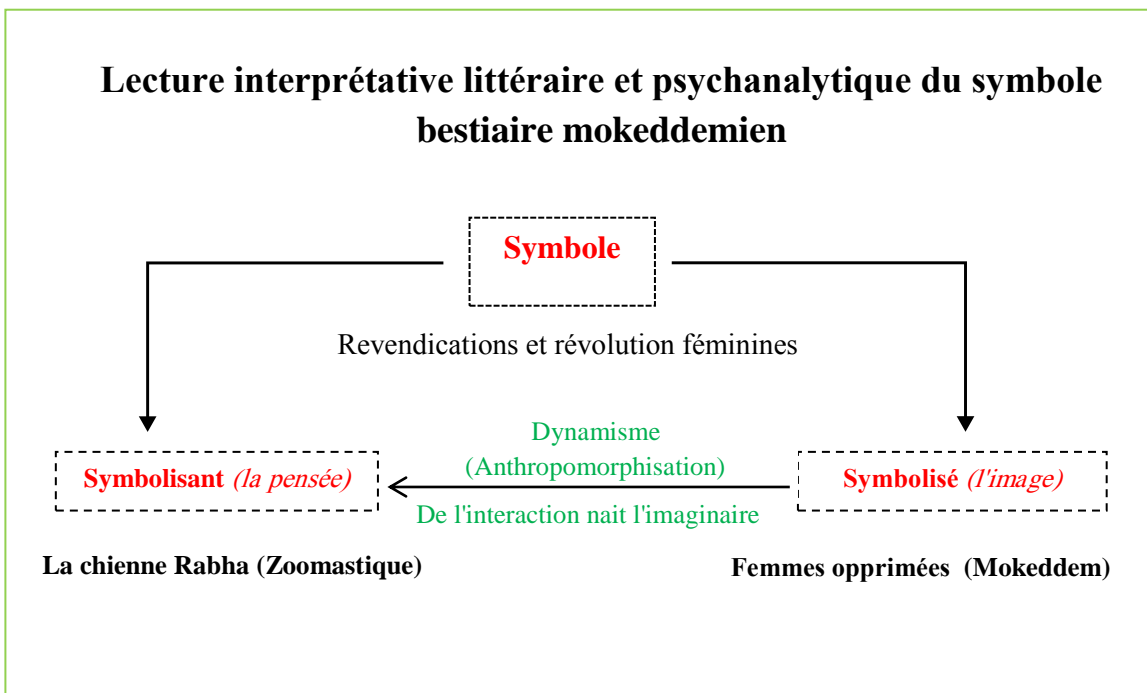 Lecture interprétative littéraire et psychanalytique du symbole
bestiaire mokeddemien
Symbole
Revendications et révolution féminines
Dynamisme
(Anthropomorphisation)
Symbolisant (la pensée)
Symbolisé (l'image)
De l'interaction nait l'imaginaire
La chienne Rabha (Zoomastique)
Femmes opprimées (Mokeddem)